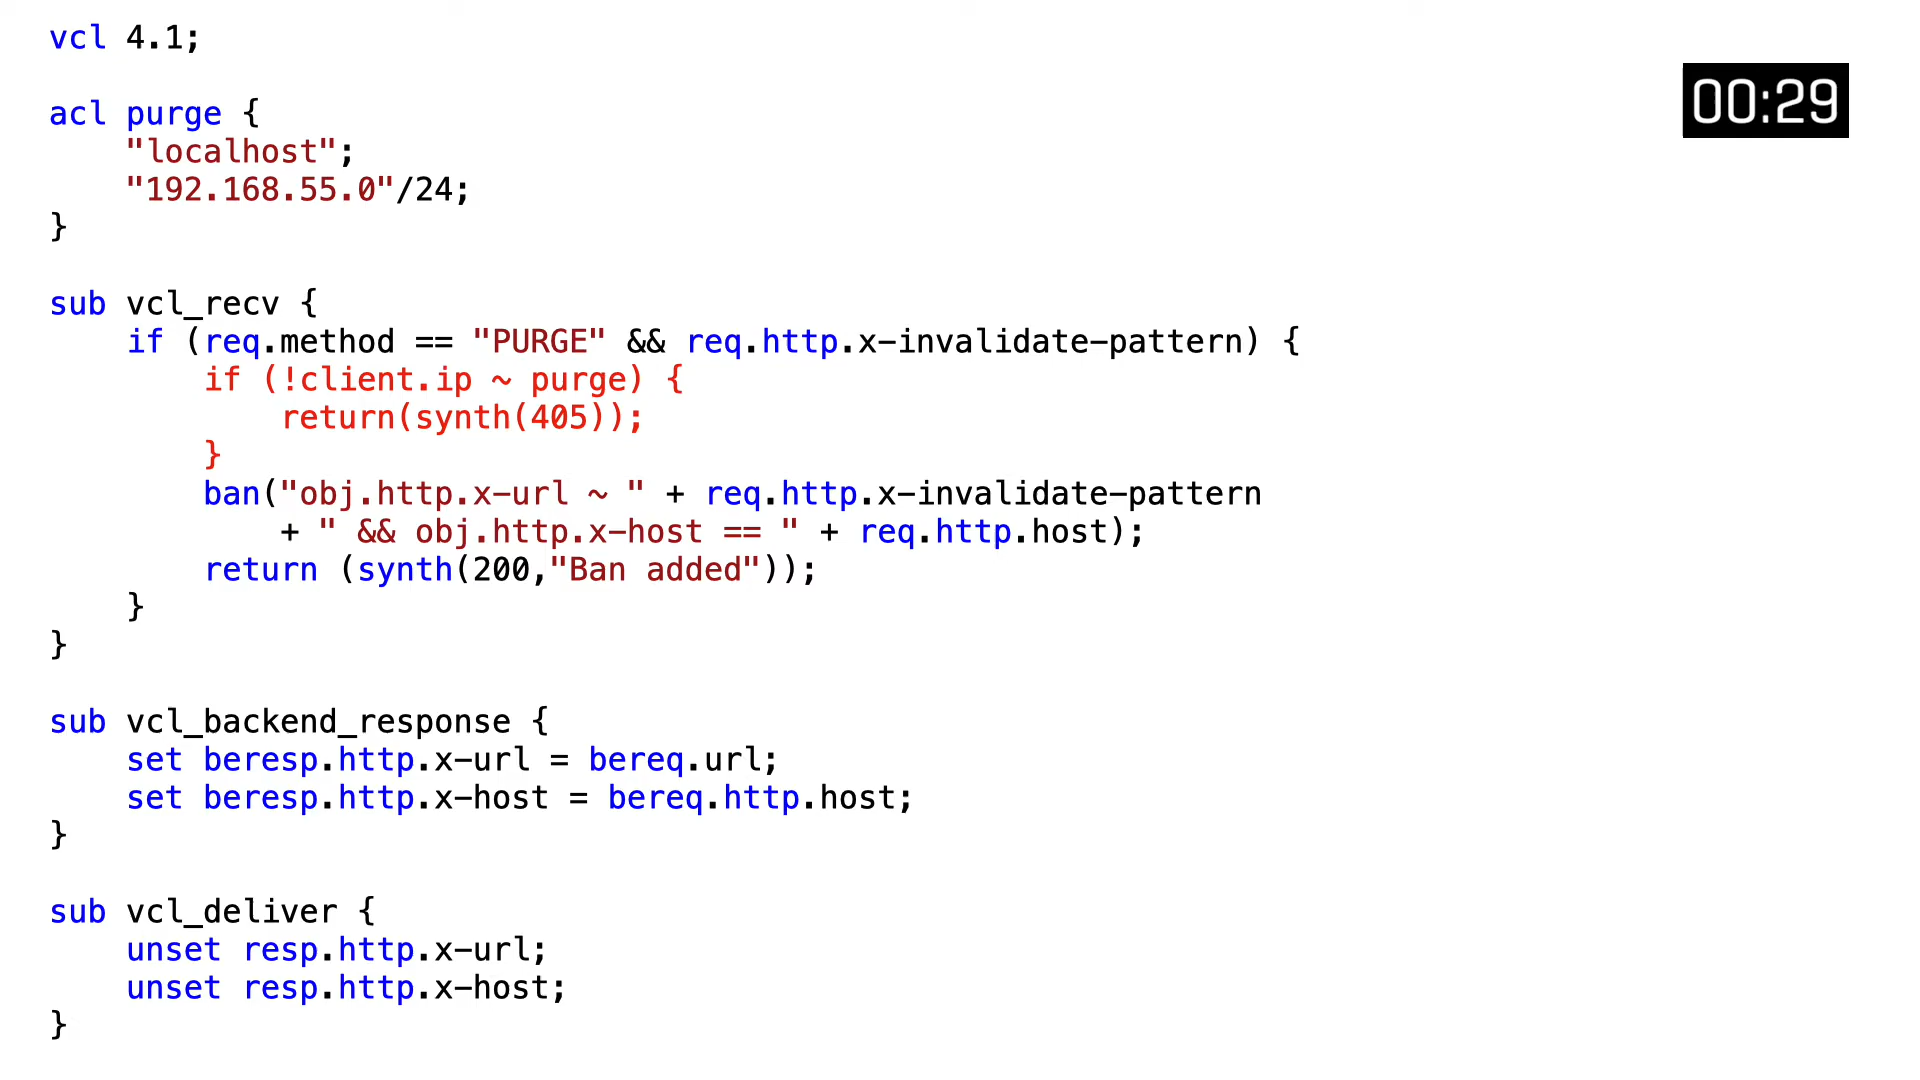 vcl 4.1;
00:29
acl purge {
    "localhost";
    "192.168.55.0"/24;
}
sub vcl_recv {
    if (req.method == "PURGE" && req.http.x-invalidate-pattern) {
        if (!client.ip ~ purge) {
            return(synth(405));
        }
        ban("obj.http.x-url ~ " + req.http.x-invalidate-pattern
            + " && obj.http.x-host == " + req.http.host);
        return (synth(200,"Ban added"));
    }
}
sub vcl_backend_response {
    set beresp.http.x-url = bereq.url;
    set beresp.http.x-host = bereq.http.host;
}
sub vcl_deliver {
    unset resp.http.x-url;
    unset resp.http.x-host;
}